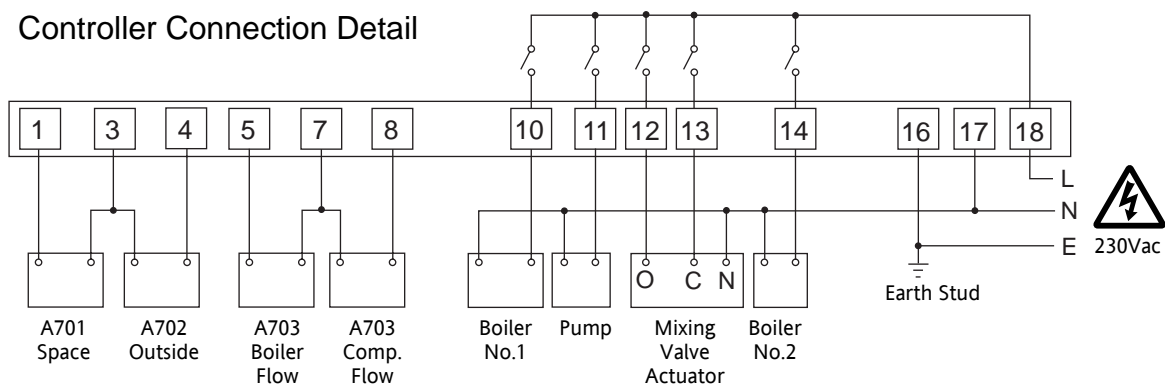 Controller Connection Detail
1 3 4 5 7 8 10 11 12 13 14 16 17 18
L
N
E
230Vac
O C N
Earth Stud
A701 Space
A702 Outside
A703 Boiler Flow
A703 Comp. Flow
Boiler No.1
Pump
Mixing Valve Actuator
Boiler No.2